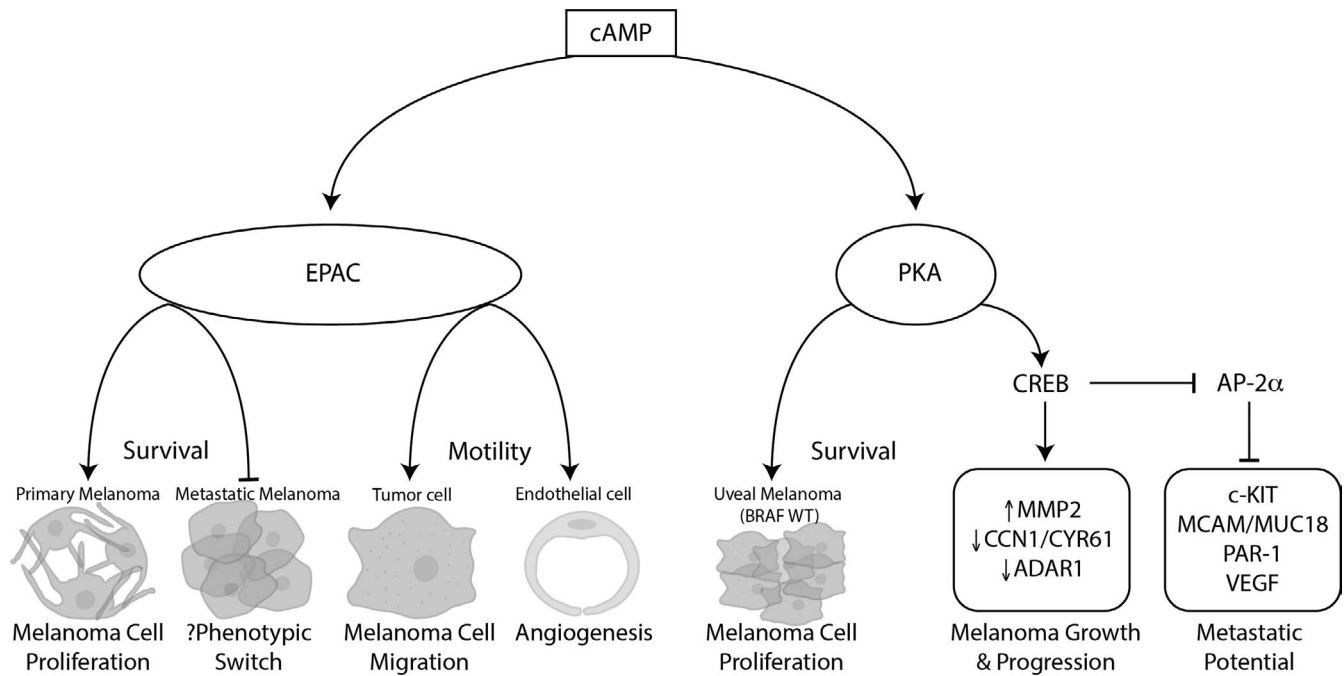 cAMP
EPAC
PKA
CREB
AP-2α
Survival
Motility
Survival
Primary Melanoma
Metastatic Melanoma
Tumor cell
Endothelial cell
Uveal Melanoma
(BRAF WT)
↑MMP2
↓CCN1/CYR61
↓ADAR1
c-KIT
MCAM/MUC18
PAR-1
VEGF
Melanoma Cell
Proliferation
?Phenotypic
Switch
Melanoma Cell
Migration
Angiogenesis
Melanoma Cell
Proliferation
Melanoma Growth
& Progression
Metastatic
Potential